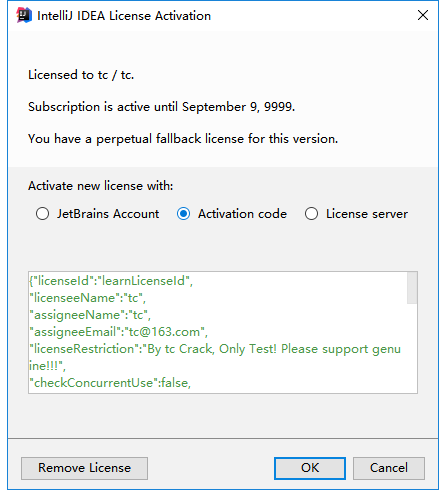 IntelliJ IDEA License Activation
Licensed to tc / tc.
Subscription is active until September 9, 9999.
You have a perpetual fallback license for this version.
Activate new license with:
JetBrains Account Activation code License server
{"licenseId":"learnLicenseId",
"licenseeName":"tc",
"assigneeName":"tc",
"assigneeEmail":"tc@163.com",
"licenseRestriction":"By tc Crack, Only Test! Please support genu
ine!!!",
"checkConcurrentUse":false,
Remove License OK Cancel